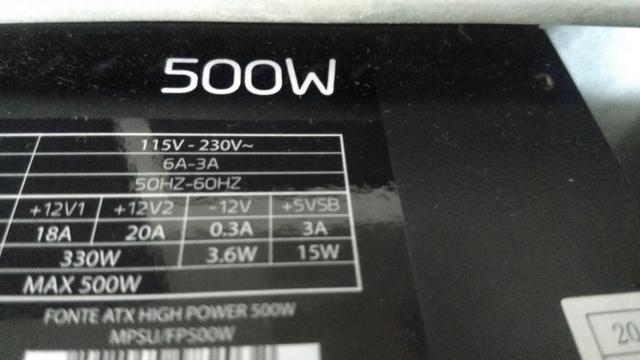 500W
115V - 230V~
6A-3A
50HZ-60HZ
+12V1 +12V2 -12V +5VSB
18A 20A 0.3A 3A
330W 3.6W 15W
MAX 500W
FONTE ATX HIGH POWER 500W
MPSU/FP500W
20